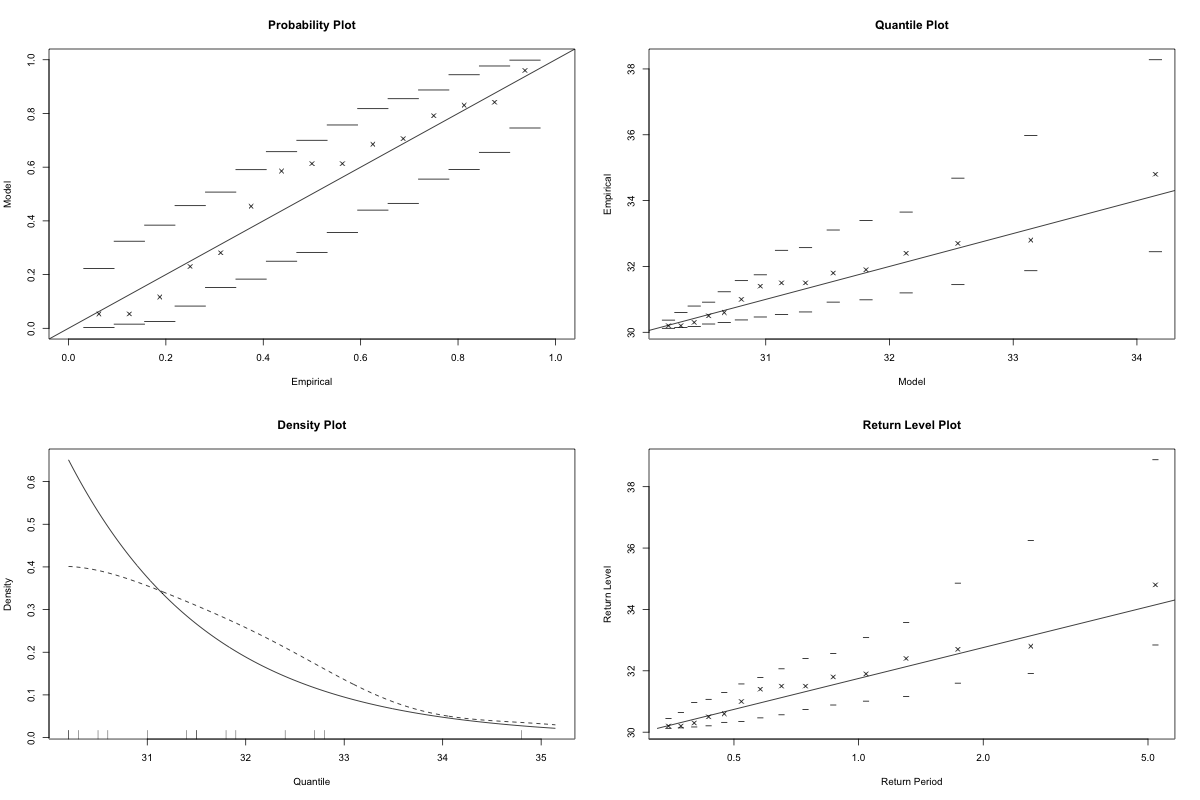 Probability Plot
Model
0.0 0.2 0.4 0.6 0.8 1.0
0.0 0.2 0.4 0.6 0.8 1.0
Empirical
Quantile Plot
Empirical
30 32 34 36 38
31 32 33 34
Model
Density Plot
Density
0.0 0.1 0.2 0.3 0.4 0.5 0.6
31 32 33 34 35
Quantile
Return Level Plot
Return Level
30 32 34 36 38
0.5 1.0 2.0 5.0
Return Period